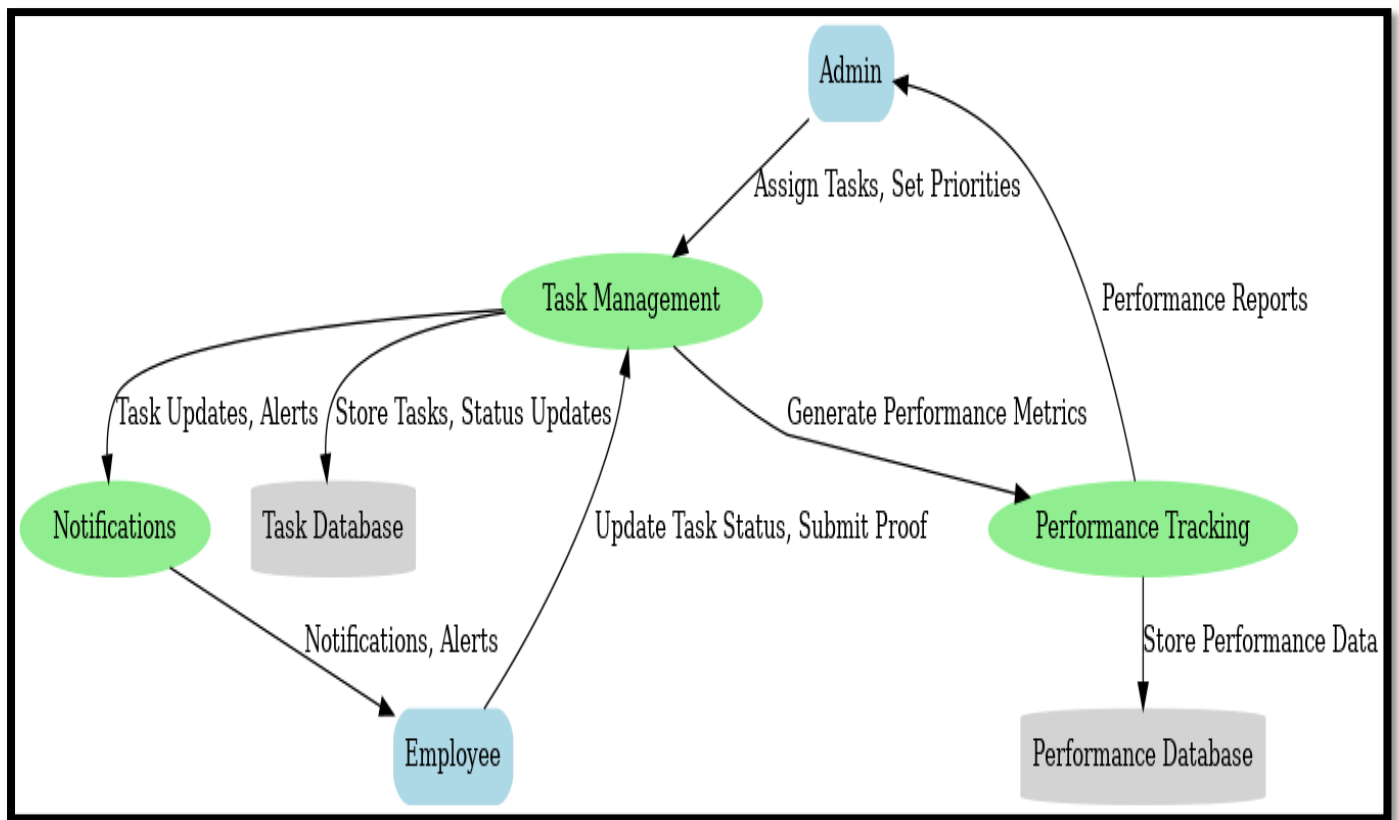 Admin
Assign Tasks, Set Priorities
Task Management
Performance Reports
Task Updates, Alerts
Store Tasks, Status Updates
Generate Performance Metrics
Notifications
Task Database
Update Task Status, Submit Proof
Performance Tracking
Notifications, Alerts
Store Performance Data
Employee
Performance Database